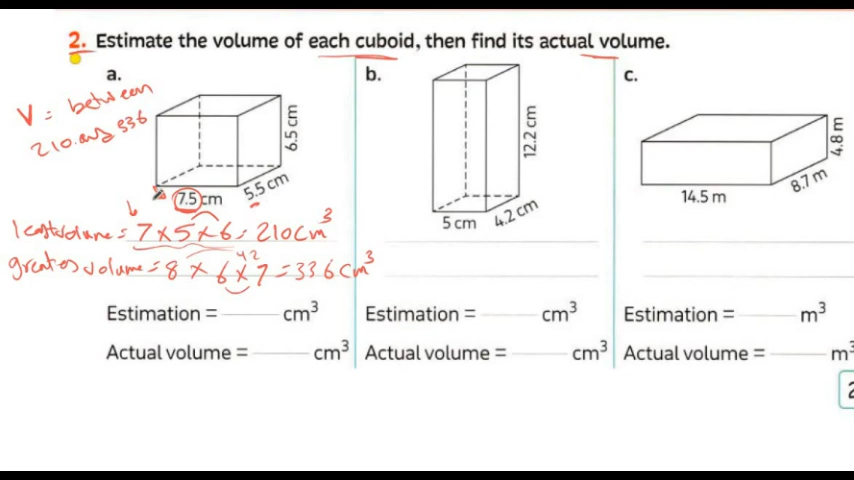 2. Estimate the volume of each cuboid, then find its actual volume.
a.
V = between
210 and 336
6.5 cm
5.5 cm
7.5 cm
least volume = 7 × 5 × 6 = 210 cm³
42
greatest volume = 8 × 6 × 7 = 336 cm³
Estimation = cm³
Actual volume = cm³
b.
12.2 cm
4.2 cm
5 cm
Estimation = cm³
Actual volume = cm³
c.
4.8 m
8.7 m
14.5 m
Estimation = m³
Actual volume = m³
2